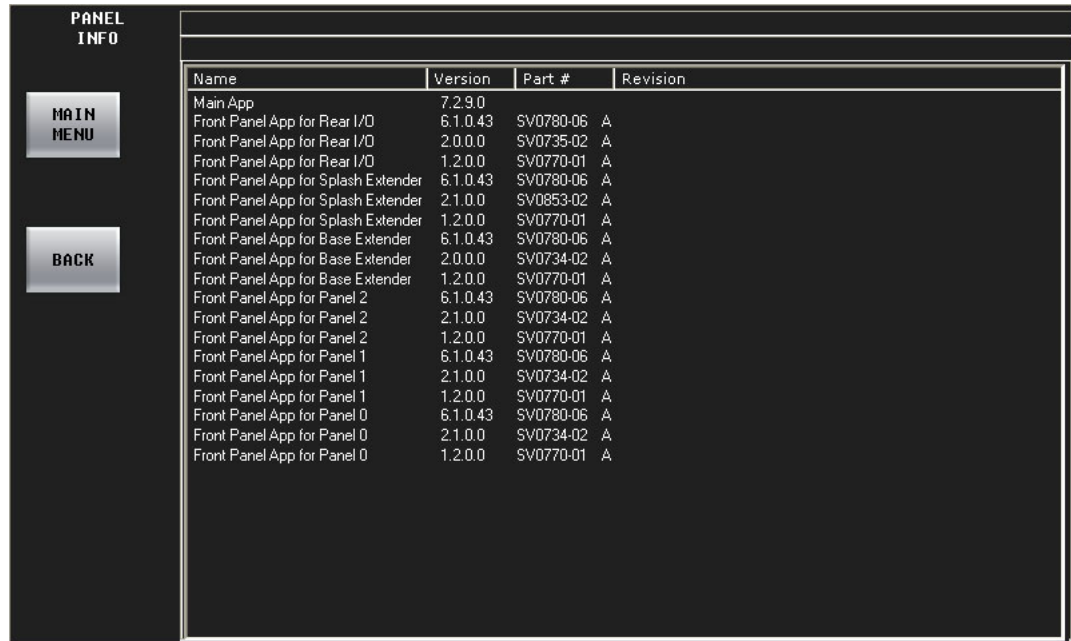 PANEL
INFO
MAIN
MENU
BACK
Name Version Part # Revision
Main App 7.2.9.0
Front Panel App for Rear I/O 6.1.0.43 SV0780-06 A
Front Panel App for Rear I/O 2.0.0.0 SV0735-02 A
Front Panel App for Rear I/O 1.2.0.0 SV0770-01 A
Front Panel App for Splash Extender 6.1.0.43 SV0780-06 A
Front Panel App for Splash Extender 2.1.0.0 SV0853-02 A
Front Panel App for Splash Extender 1.2.0.0 SV0770-01 A
Front Panel App for Base Extender 6.1.0.43 SV0780-06 A
Front Panel App for Base Extender 2.0.0.0 SV0734-02 A
Front Panel App for Base Extender 1.2.0.0 SV0770-01 A
Front Panel App for Panel 2 6.1.0.43 SV0780-06 A
Front Panel App for Panel 2 2.1.0.0 SV0734-02 A
Front Panel App for Panel 2 1.2.0.0 SV0770-01 A
Front Panel App for Panel 1 6.1.0.43 SV0780-06 A
Front Panel App for Panel 1 2.1.0.0 SV0734-02 A
Front Panel App for Panel 1 1.2.0.0 SV0770-01 A
Front Panel App for Panel 0 6.1.0.43 SV0780-06 A
Front Panel App for Panel 0 2.1.0.0 SV0734-02 A
Front Panel App for Panel 0 1.2.0.0 SV0770-01 A